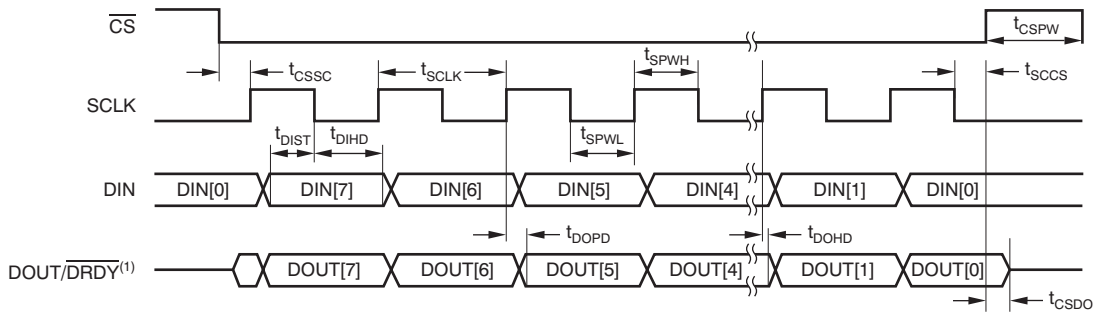 CS
tCSPW
tCSSC
tSCLK
tSPWH
tSCCS
SCLK
tDIST
tDIHD
tSPWL
DIN
DIN[0]
DIN[7]
DIN[6]
DIN[5]
DIN[4]
DIN[1]
DIN[0]
tDOPD
tDOHD
DOUT/DRDY(1)
DOUT[7]
DOUT[6]
DOUT[5]
DOUT[4]
DOUT[1]
DOUT[0]
tCSDO